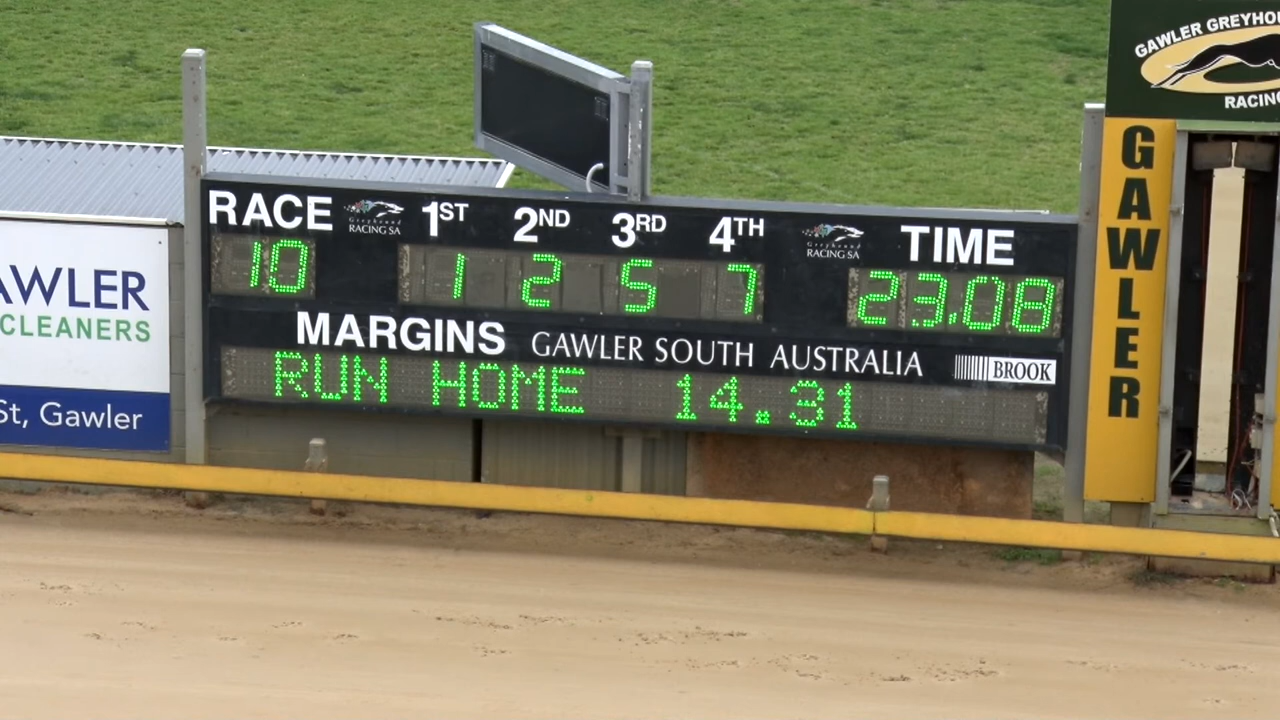 GAWLER GREYHO
RACING
RACE
Greyhound
RACING SA
1ST 2ND 3RD 4TH
Greyhound
RACING SA
TIME
10 1 2 5 7 23.08
MARGINS GAWLER SOUTH AUSTRALIA BROOK
RUN HOME 14.31
AWLER
CLEANERS
St, Gawler
GAWLER